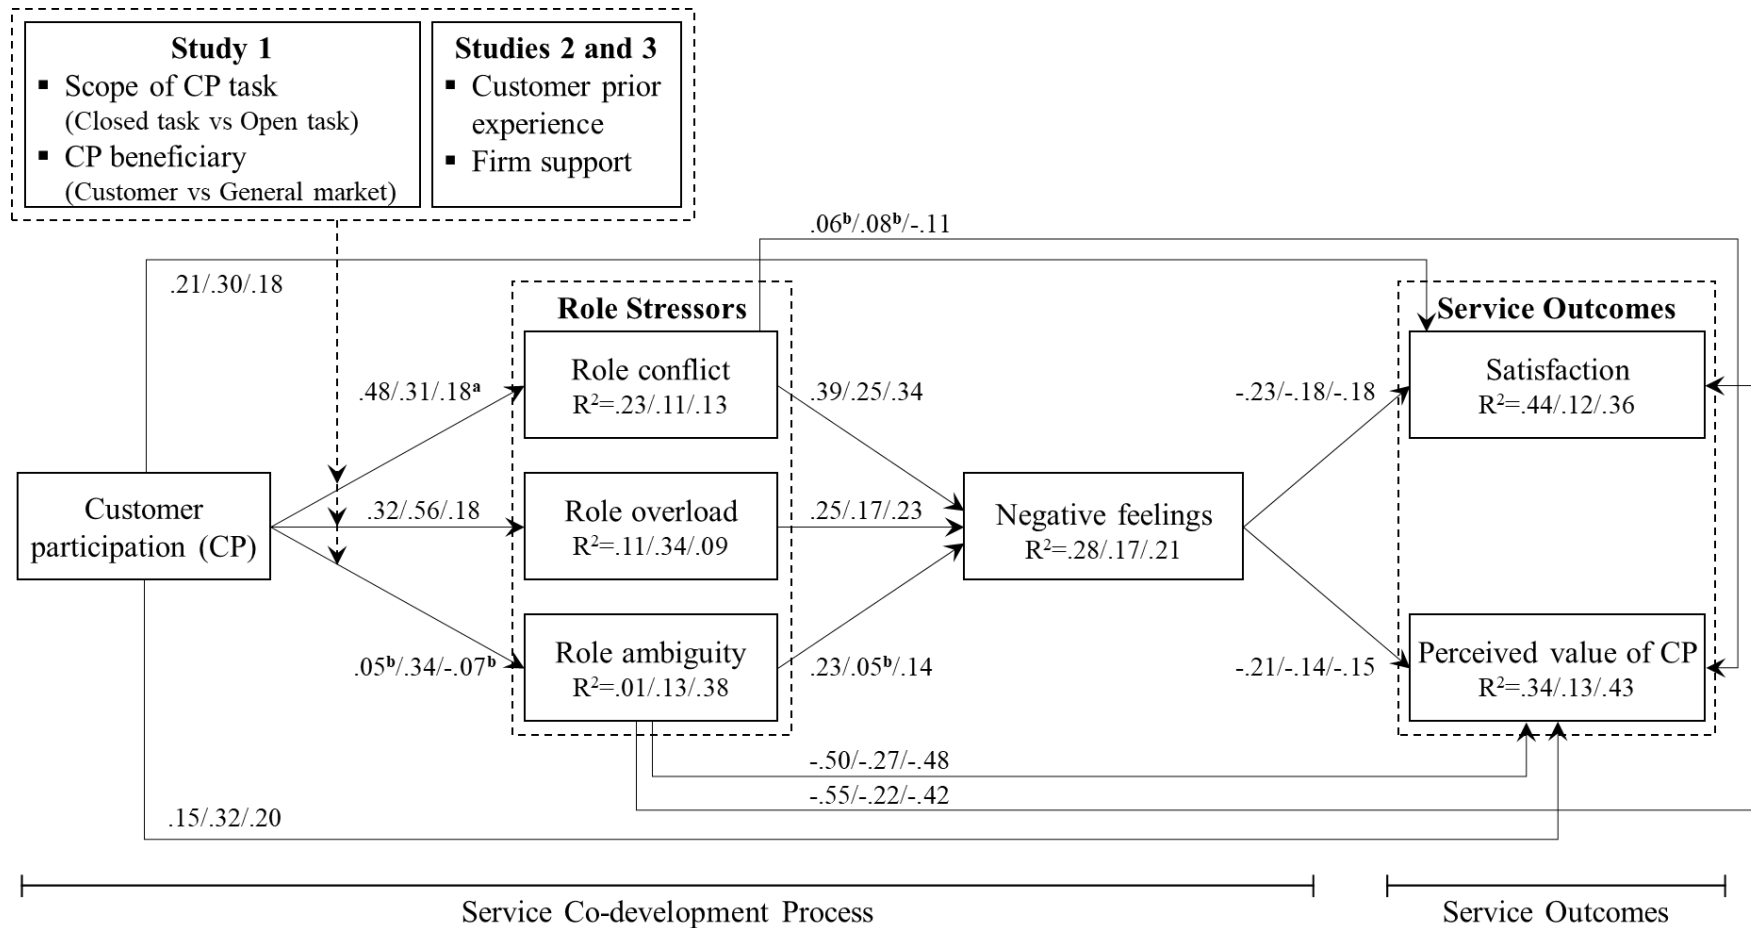 Study 1
▪ Scope of CP task
(Closed task vs Open task)
▪ CP beneficiary
(Customer vs General market)
Studies 2 and 3
▪ Customer prior
experience
▪ Firm support
.06ᵇ/.08ᵇ/-.11
.21/.30/.18
Role Stressors
Service Outcomes
Role conflict
R²=.23/.11/.13
.48/.31/.18ᵃ
.39/.25/.34
-.23/-.18/-.18
Satisfaction
R²=.44/.12/.36
Customer
participation (CP)
.32/.56/.18
Role overload
R²=.11/.34/.09
.25/.17/.23
Negative feelings
R²=.28/.17/.21
.05ᵇ/.34/-.07ᵇ
Role ambiguity
R²=.01/.13/.38
.23/.05ᵇ/.14
-.21/-.14/-.15
Perceived value of CP
R²=.34/.13/.43
-.50/-.27/-.48
-.55/-.22/-.42
.15/.32/.20
Service Co-development Process
Service Outcomes